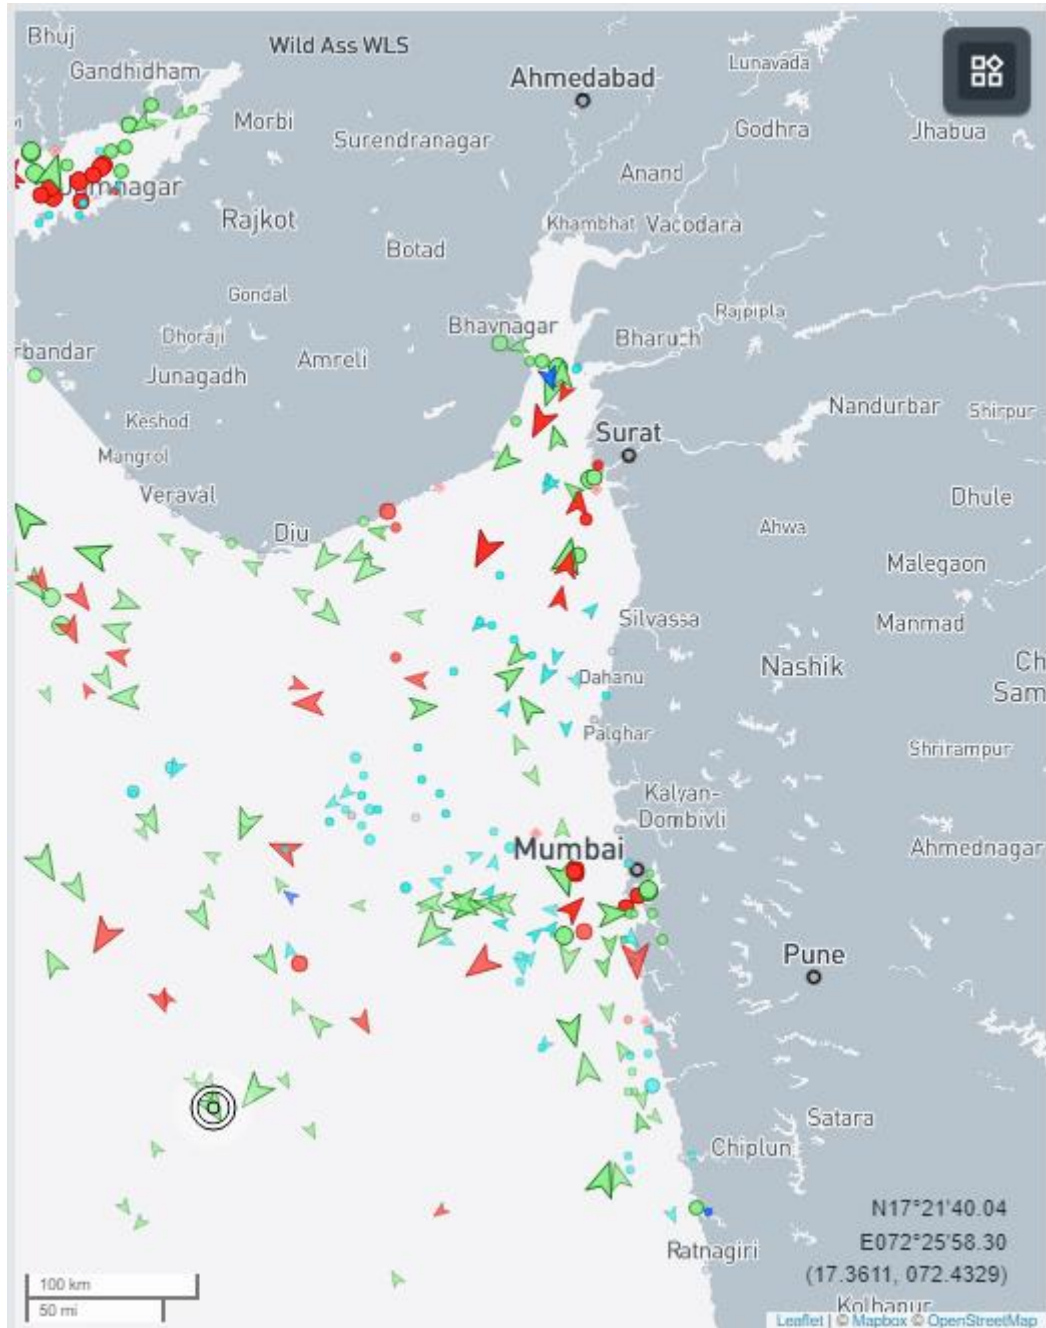 Bhuj
Wild Ass WLS
Lunavada
Gandhidham
Ahmedabad
Morbi
Godhra
Jhabua
Surendranagar
Anand
Rajkot
Khambhat
Vacodara
Botad
Gondal
Rajpipla
Bhavnagar
Dhoraji
Bharuch
rbandar
Amreli
Junagadh
Nandurbar
Shirpur
Keshod
Surat
Mangrol
Veraval
Dhule
Diu
Ahwa
Malegaon
Silvassa
Manmad
Nashik
Ch
Sam
Dahanu
Palghar
Shrirampur
Kalyan-
Dombivli
Mumbai
Ahmednagar
Pune
Satara
Chiplun
N17°21'40.04
E072°25'58.30
(17.3611, 072.4329)
Ratnagiri
100 km
50 mi
Leaflet | © Mapbox © OpenStreetMap